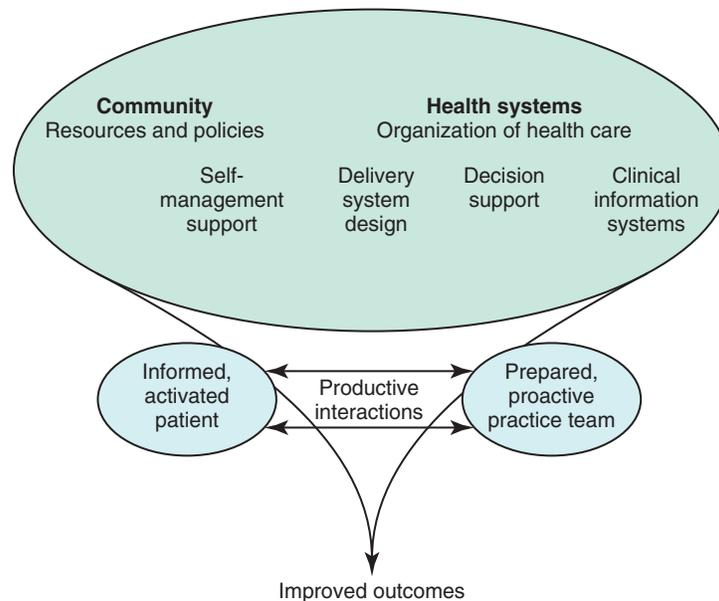 Community
Resources and policies
Health systems
Organization of health care
Self-
management
support
Delivery
system
design
Decision
support
Clinical
information
systems
Informed,
activated
patient
Productive
interactions
Prepared,
proactive
practice team
Improved outcomes